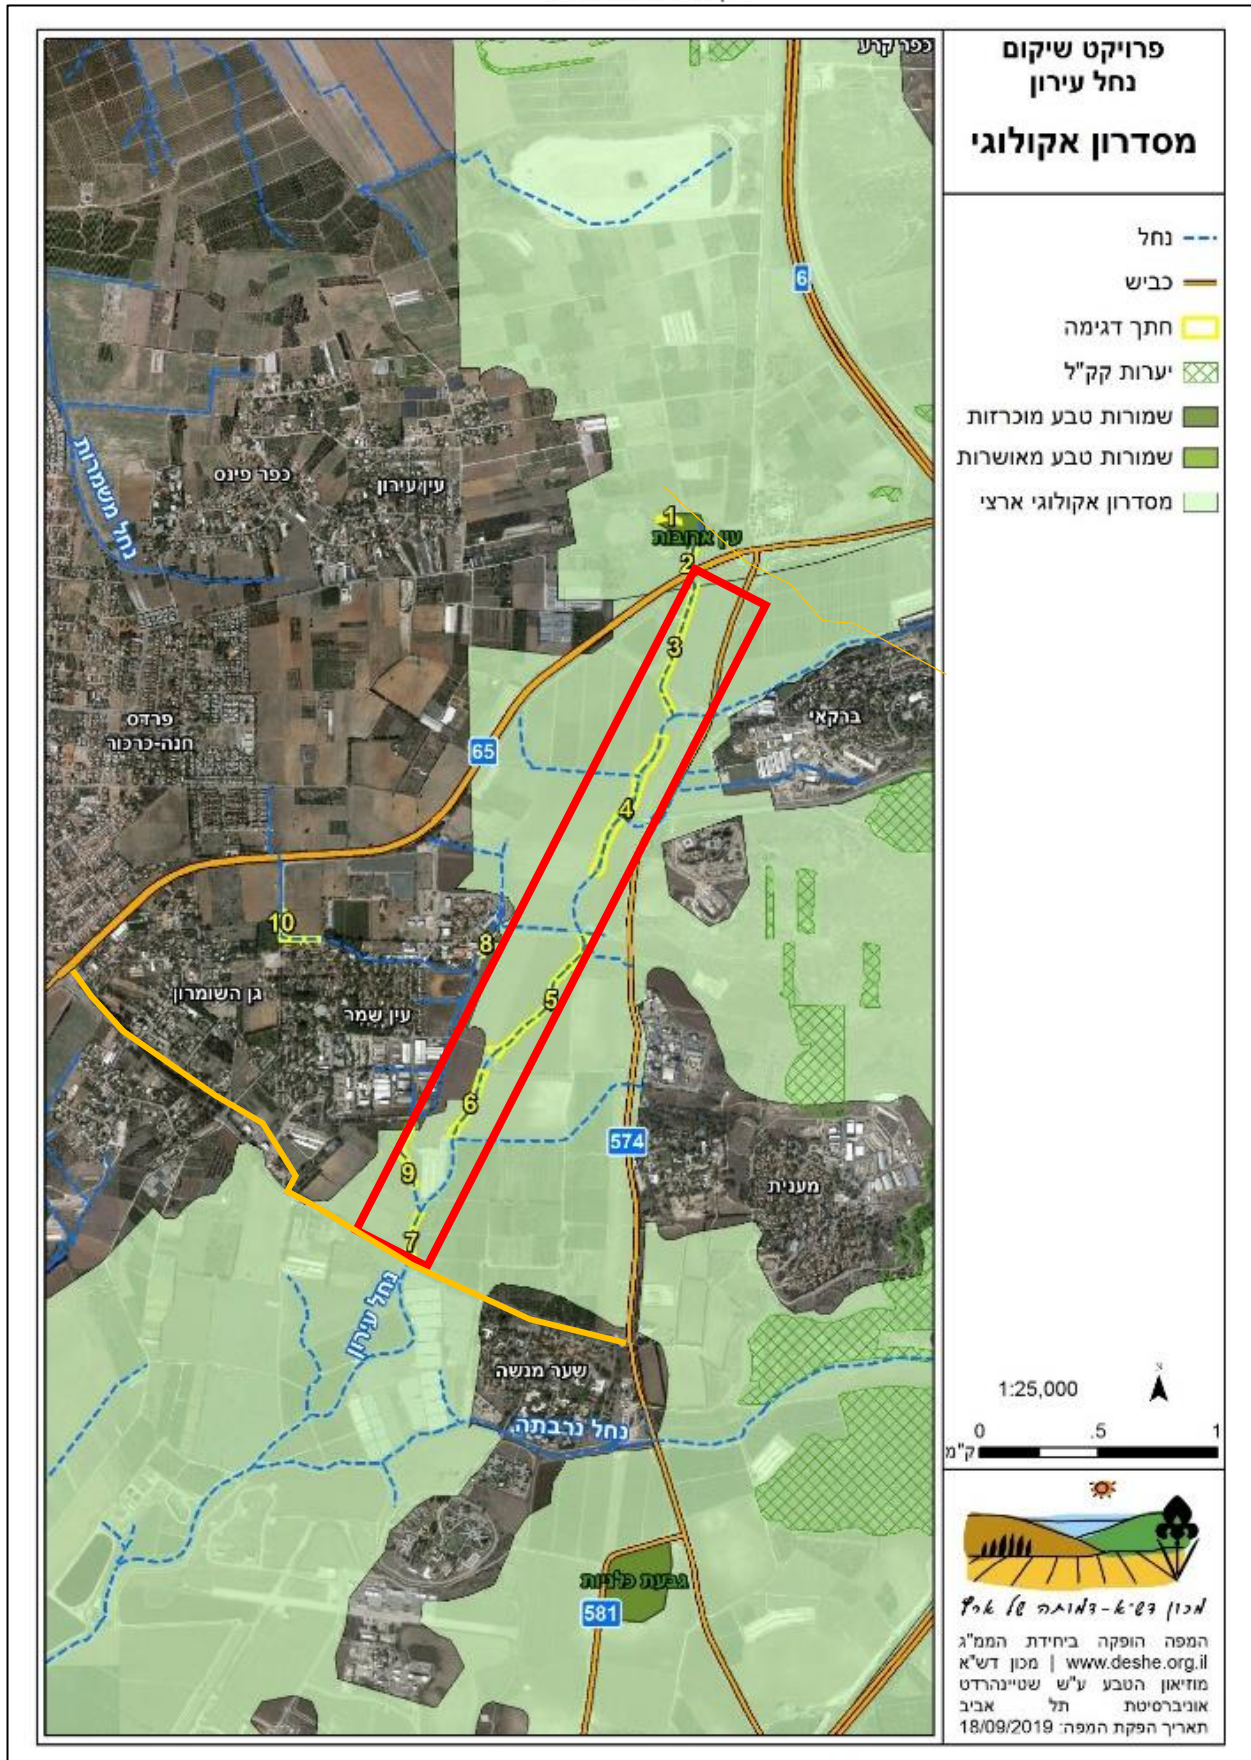 פרויקט שיקום
נחל עירון
מסדרון אקולוגי
נחל
כביש
חתך דגימה
יערות קק"ל
שמורות טבע מוכרזות
שמורות טבע מאושרות
מסדרון אקולוגי ארצי
כפר קרע
6
כפר פינס
עין עירון
נחל משמרות
1
עין ארובות
2
3
פרדס
חנה-כרכור
ברקאי
65
4
10
8
גן השומרון
עין שמר
5
6
574
9
מענית
7
נחל עירון
שער מנשה
נחל נרבתה
גבעת כלניות
581
N
1:25,000
0 .5 1
ק"מ
מכון דש"א-דמותה של ארץ
המפה הופקה ביחידת הממ"ג
www.deshe.org.il | מכון דש"א
מוזיאון הטבע ע"ש שטיינהרדט
אוניברסיטת תל אביב
תאריך הפקת המפה: 18/09/2019